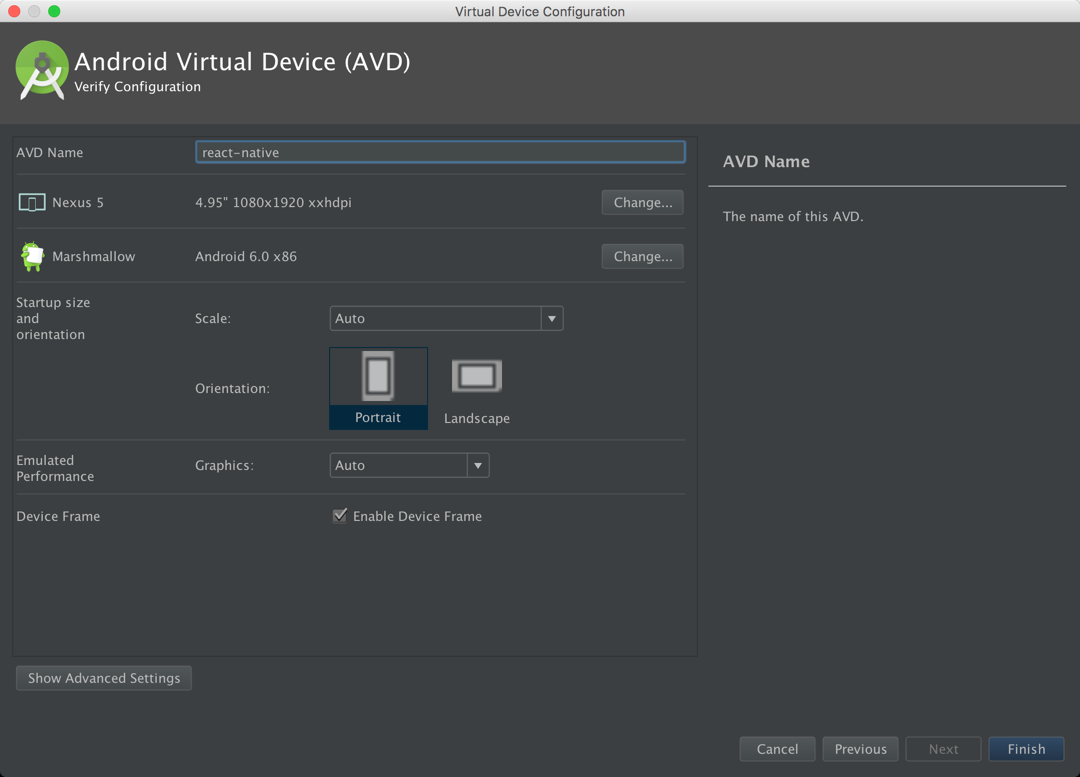 Virtual Device Configuration
Android Virtual Device (AVD)
Verify Configuration
AVD Name
react-native
Nexus 5
4.95" 1080x1920 xxhdpi
Change...
Marshmallow
Android 6.0 x86
Change...
Startup size
and
orientation
Scale:
Auto
Orientation:
Portrait
Landscape
Emulated
Performance
Graphics:
Auto
Device Frame
Enable Device Frame
Show Advanced Settings
AVD Name
The name of this AVD.
Cancel
Previous
Next
Finish